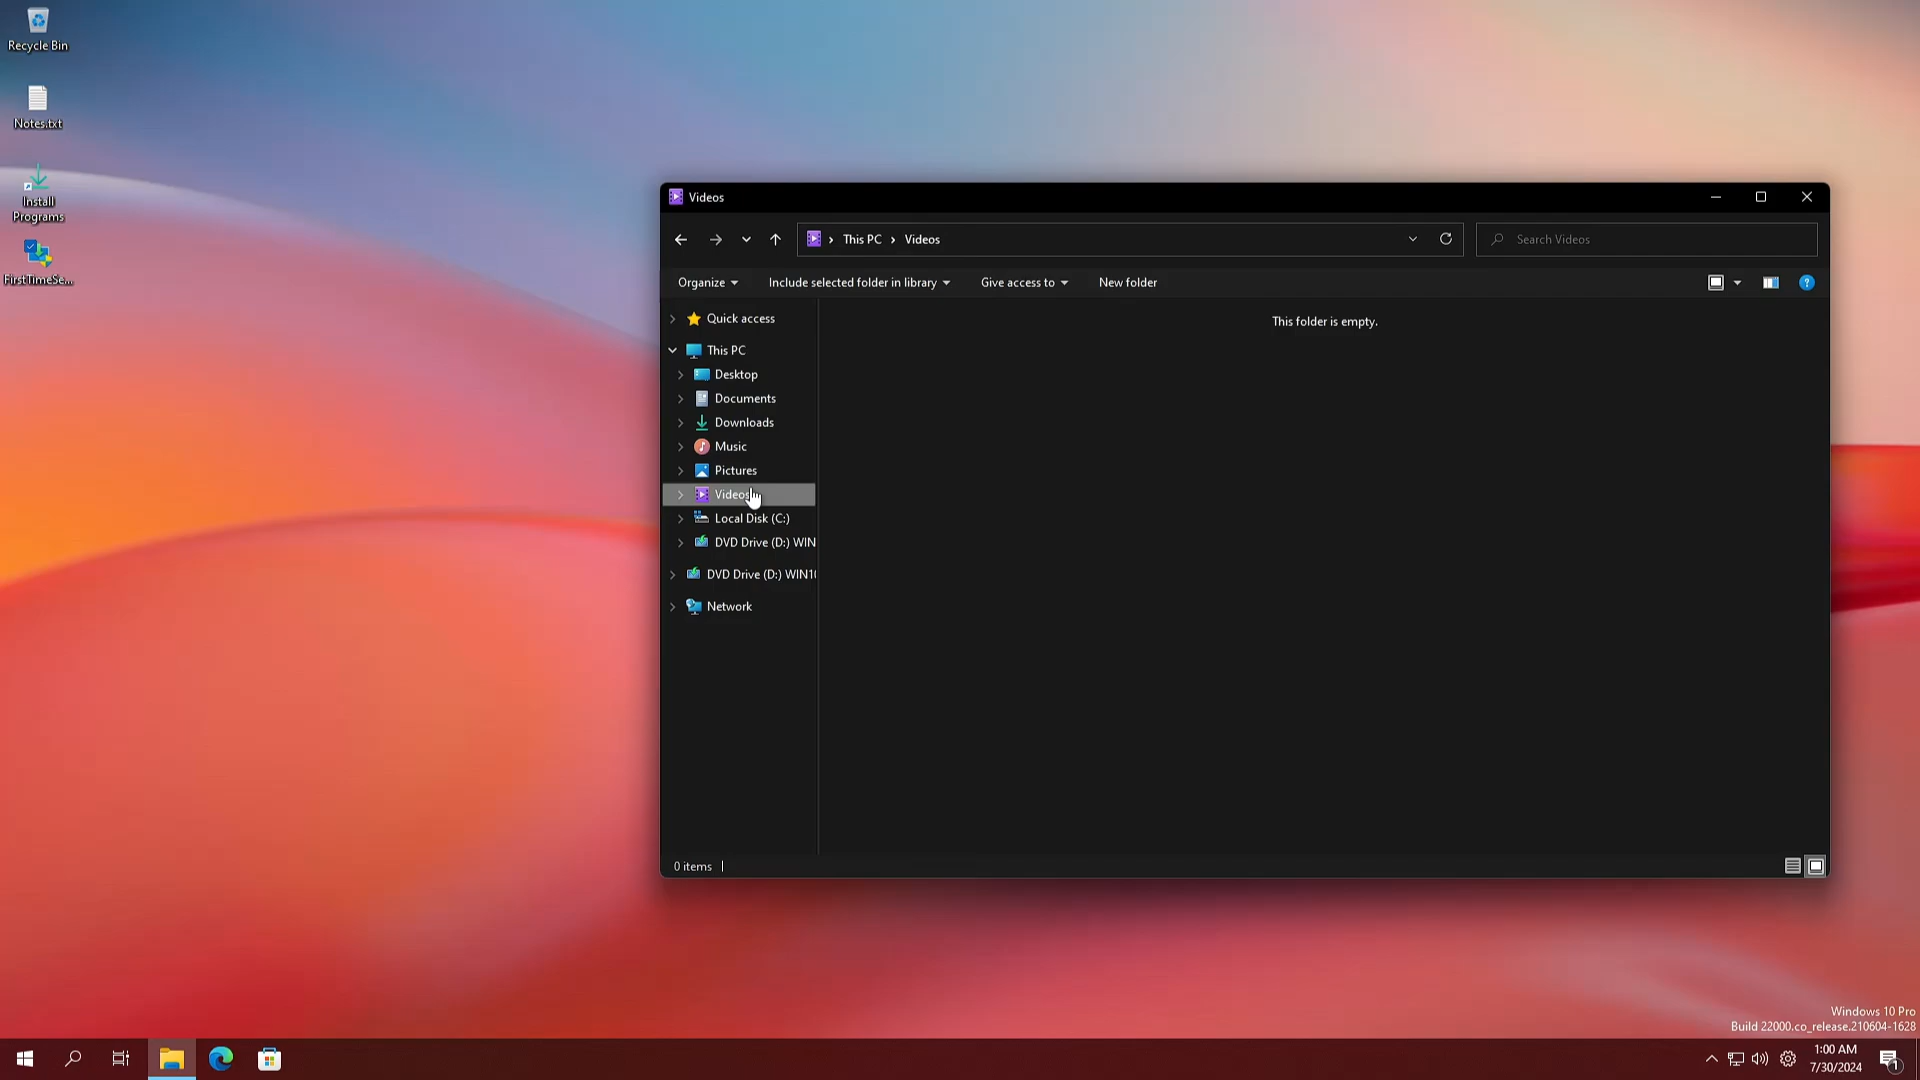 Recycle Bin
Notes.txt
Install
Programs
FirstTimeSe...
Videos
This PC
Videos
Search Videos
Organize
Include selected folder in library
Give access to
New folder
Quick access
This PC
Desktop
Documents
Downloads
Music
Pictures
Videos
Local Disk (C:)
DVD Drive (D:) WIN
DVD Drive (D:) WIN10
Network
This folder is empty.
0 items
Windows 10 Pro
Build 22000.co_release.210604-1628
1:00 AM
7/30/2024
1